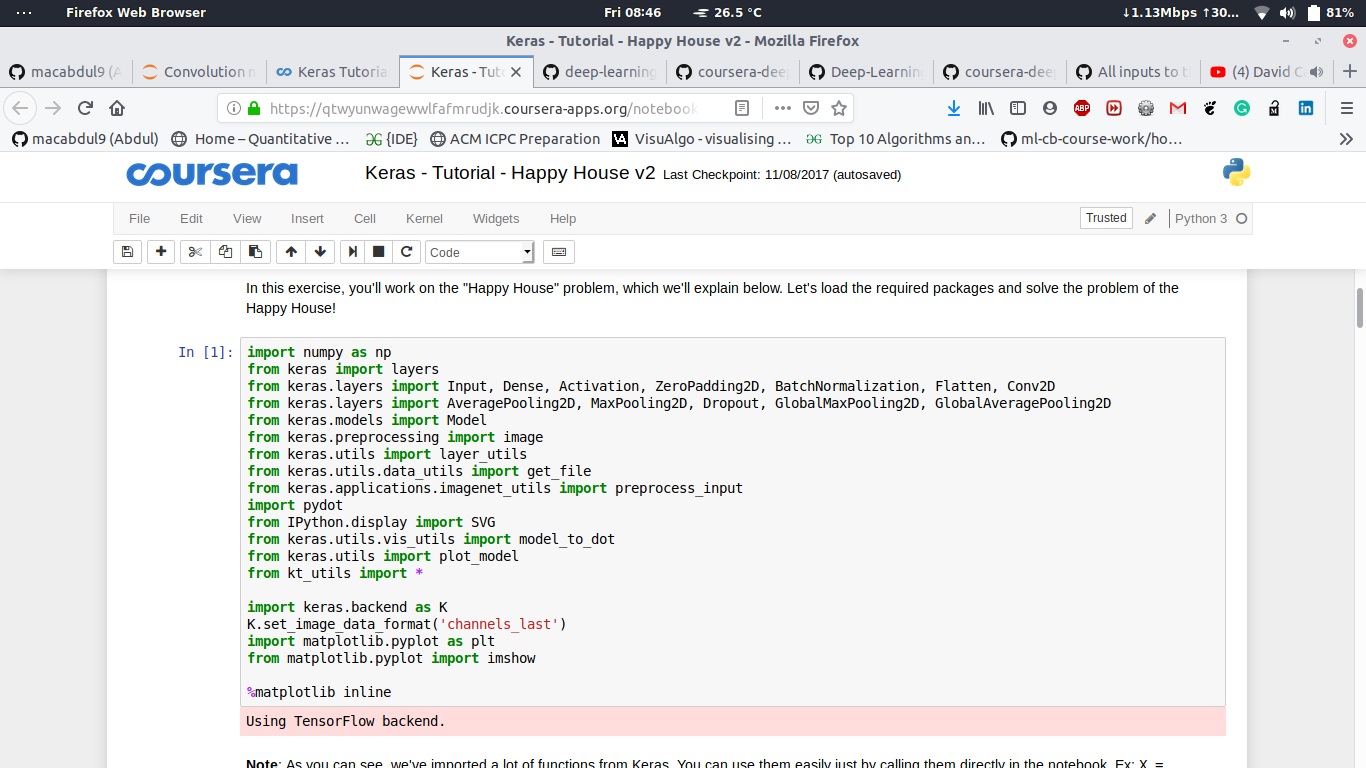 Firefox Web Browser
Fri 08:46
26.5 °C
↓1.13Mbps ↑30...
81%
Keras - Tutorial - Happy House v2 - Mozilla Firefox
macabdul9 (A
Convolution m
Keras Tutoria
Keras - Tuto
deep-learning
coursera-dee
Deep-Learnin
coursera-dee
All inputs to t
(4) David G
https://qtwyunwagewwlfafmrudjk.coursera-apps.org/notebook
ABP
macabdul9 (Abdul)
Home – Quantitative …
{IDE}
ACM ICPC Preparation
VisuAlgo - visualising …
Top 10 Algorithms an…
ml-cb-course-work/ho…
coursera
Keras - Tutorial - Happy House v2 Last Checkpoint: 11/08/2017 (autosaved)
File Edit View Insert Cell Kernel Widgets Help
Trusted
Python 3
Code
In this exercise, you'll work on the "Happy House" problem, which we'll explain below. Let's load the required packages and solve the problem of the
Happy House!
In [1]:
import numpy as np
from keras import layers
from keras.layers import Input, Dense, Activation, ZeroPadding2D, BatchNormalization, Flatten, Conv2D
from keras.layers import AveragePooling2D, MaxPooling2D, Dropout, GlobalMaxPooling2D, GlobalAveragePooling2D
from keras.models import Model
from keras.preprocessing import image
from keras.utils import layer_utils
from keras.utils.data_utils import get_file
from keras.applications.imagenet_utils import preprocess_input
import pydot
from IPython.display import SVG
from keras.utils.vis_utils import model_to_dot
from keras.utils import plot_model
from kt_utils import *
import keras.backend as K
K.set_image_data_format('channels_last')
import matplotlib.pyplot as plt
from matplotlib.pyplot import imshow
%matplotlib inline
Using TensorFlow backend.
Note: As you can see, we've imported a lot of functions from Keras. You can use them easily just by calling them directly in the notebook. Ex: X =